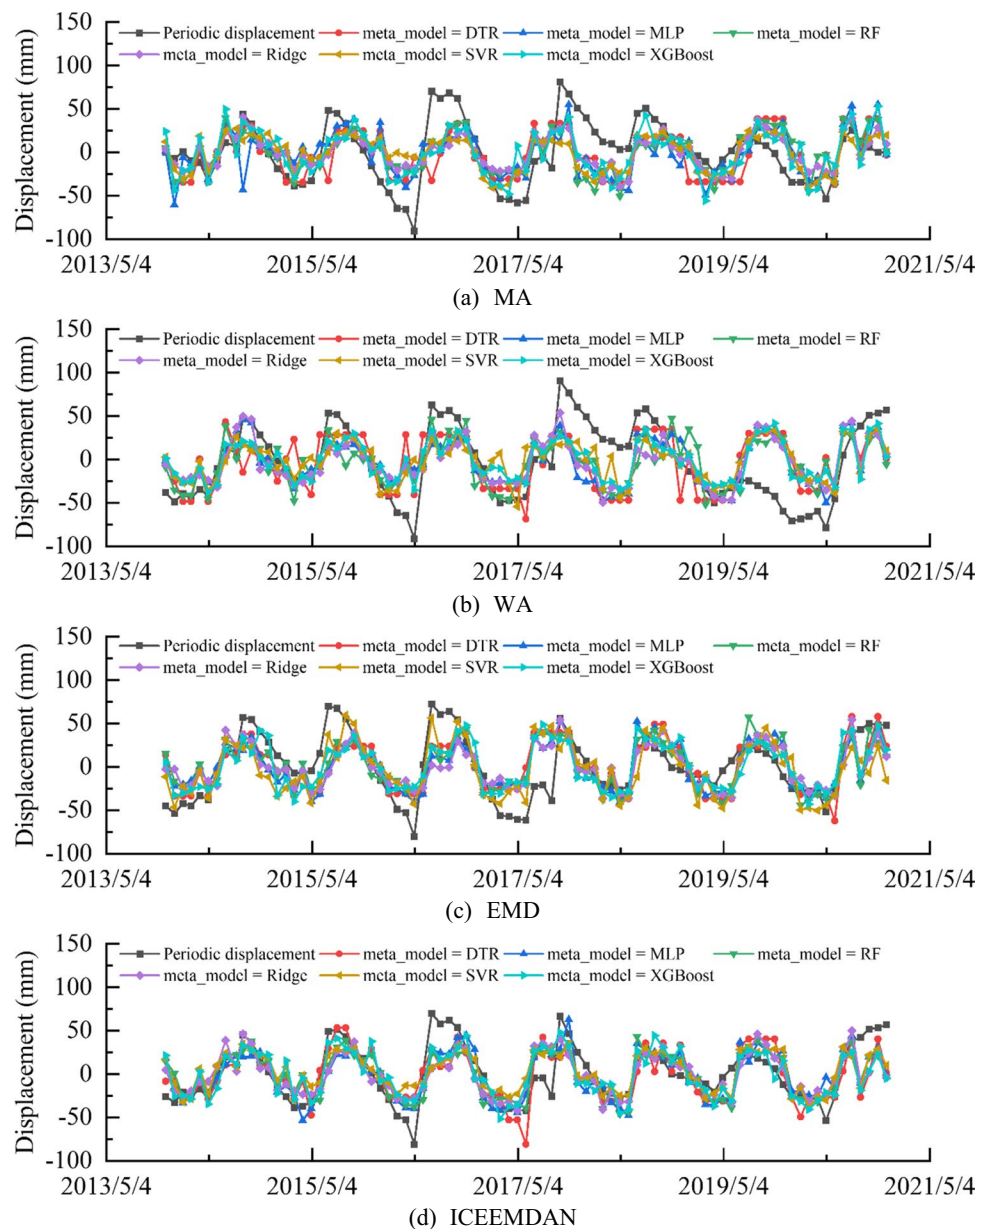 150
Periodic displacement meta_model = DTR meta_model = MLP meta_model = RF
meta_model = Ridge meta_model = SVR meta_model = XGBoost
100
50
0
-50
-100
Displacement (mm)
2013/5/4 2015/5/4 2017/5/4 2019/5/4 2021/5/4
(a) MA
150
Periodic displacement meta_model = DTR meta_model = MLP meta_model = RF
meta_model = Ridge meta_model = SVR meta_model = XGBoost
100
50
0
-50
-100
Displacement (mm)
2013/5/4 2015/5/4 2017/5/4 2019/5/4 2021/5/4
(b) WA
150
Periodic displacement meta_model = DTR meta_model = MLP meta_model = RF
meta_model = Ridge meta_model = SVR meta_model = XGBoost
100
50
0
-50
-100
Displacement (mm)
2013/5/4 2015/5/4 2017/5/4 2019/5/4 2021/5/4
(c) EMD
150
Periodic displacement meta_model = DTR meta_model = MLP meta_model = RF
meta_model = Ridge meta_model = SVR meta_model = XGBoost
100
50
0
-50
-100
Displacement (mm)
2013/5/4 2015/5/4 2017/5/4 2019/5/4 2021/5/4
(d) ICEEMDAN